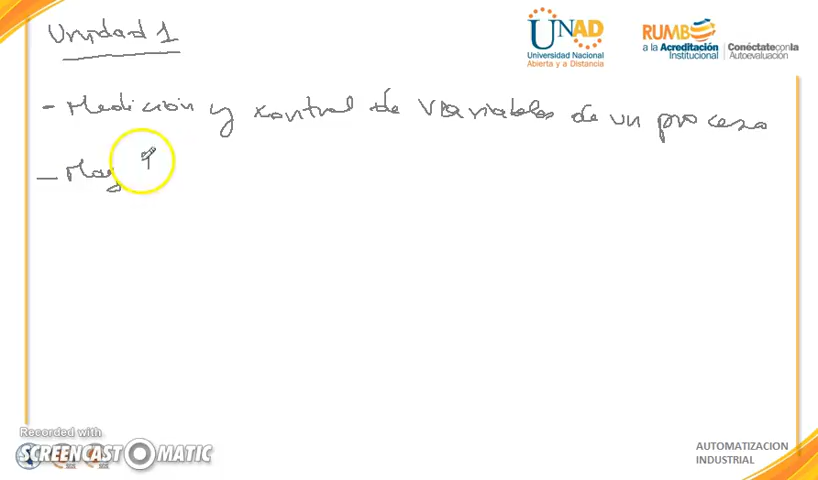 Unidad 1
UNAD
Universidad Nacional
Abierta y a Distancia
RUMBO
a la Acreditación
Institucional
Conéctate con la
Autoevaluación
- Medición y control de variables de un proceso
- Mag
Recorded with
SCREENCAST MATIC
AUTOMATIZACION
INDUSTRIAL